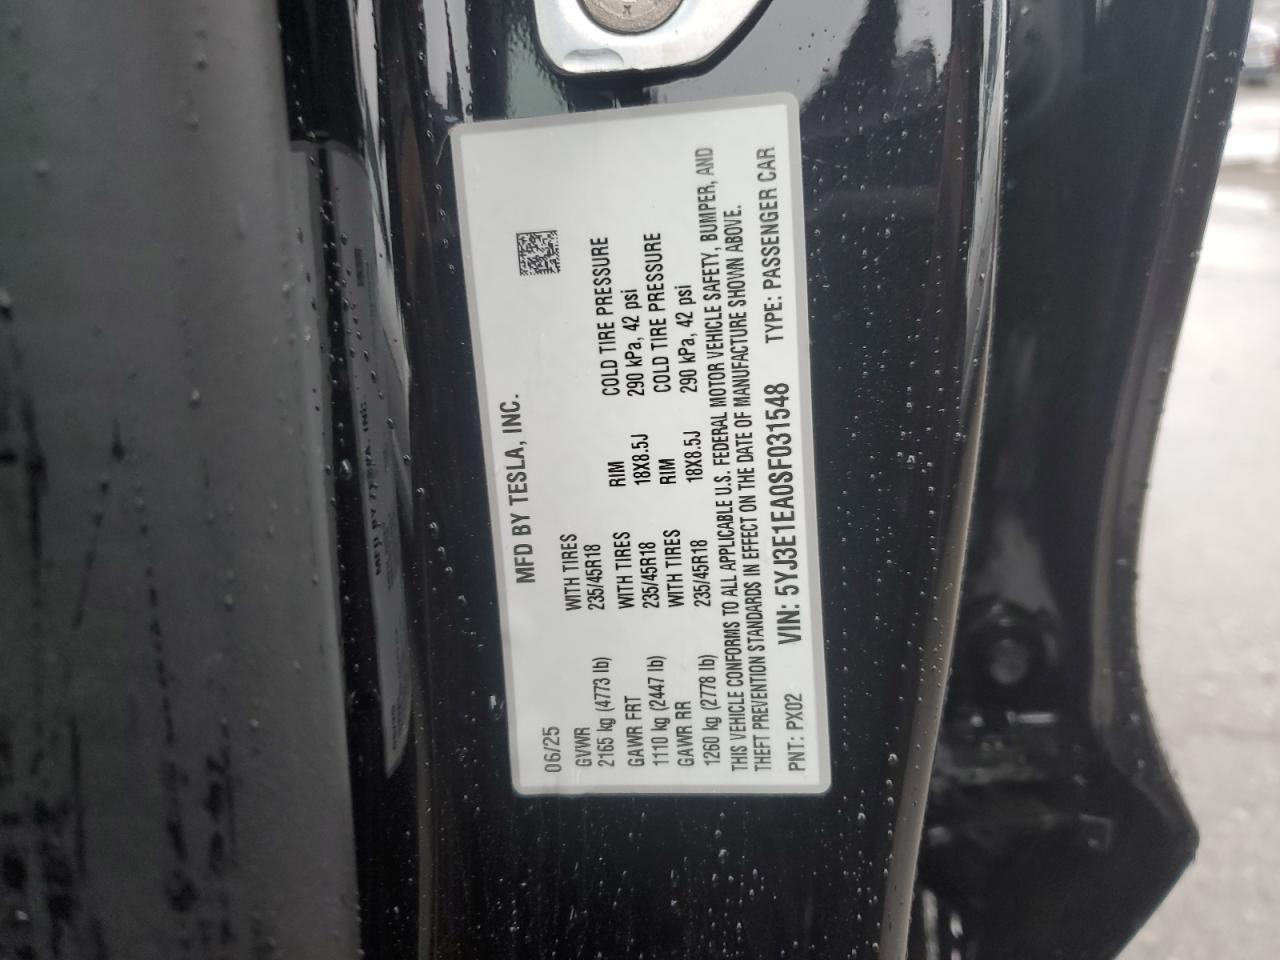 MFD BY TESLA, INC.
06/25
GVWR WITH TIRES RIM COLD TIRE PRESSURE
2165 kg (4773 lb) 235/45R18 18X8.5J 290 kPa, 42 psi
GAWR FRT WITH TIRES RIM COLD TIRE PRESSURE
1110 kg (2447 lb) 235/45R18 18X8.5J 290 kPa, 42 psi
GAWR RR WITH TIRES
1260 kg (2778 lb) 235/45R18
THIS VEHICLE CONFORMS TO ALL APPLICABLE U.S. FEDERAL MOTOR VEHICLE SAFETY, BUMPER, AND
THEFT PREVENTION STANDARDS IN EFFECT ON THE DATE OF MANUFACTURE SHOWN ABOVE.
PNT: PX02 VIN: 5YJ3E1EA0SF031548 TYPE: PASSENGER CAR